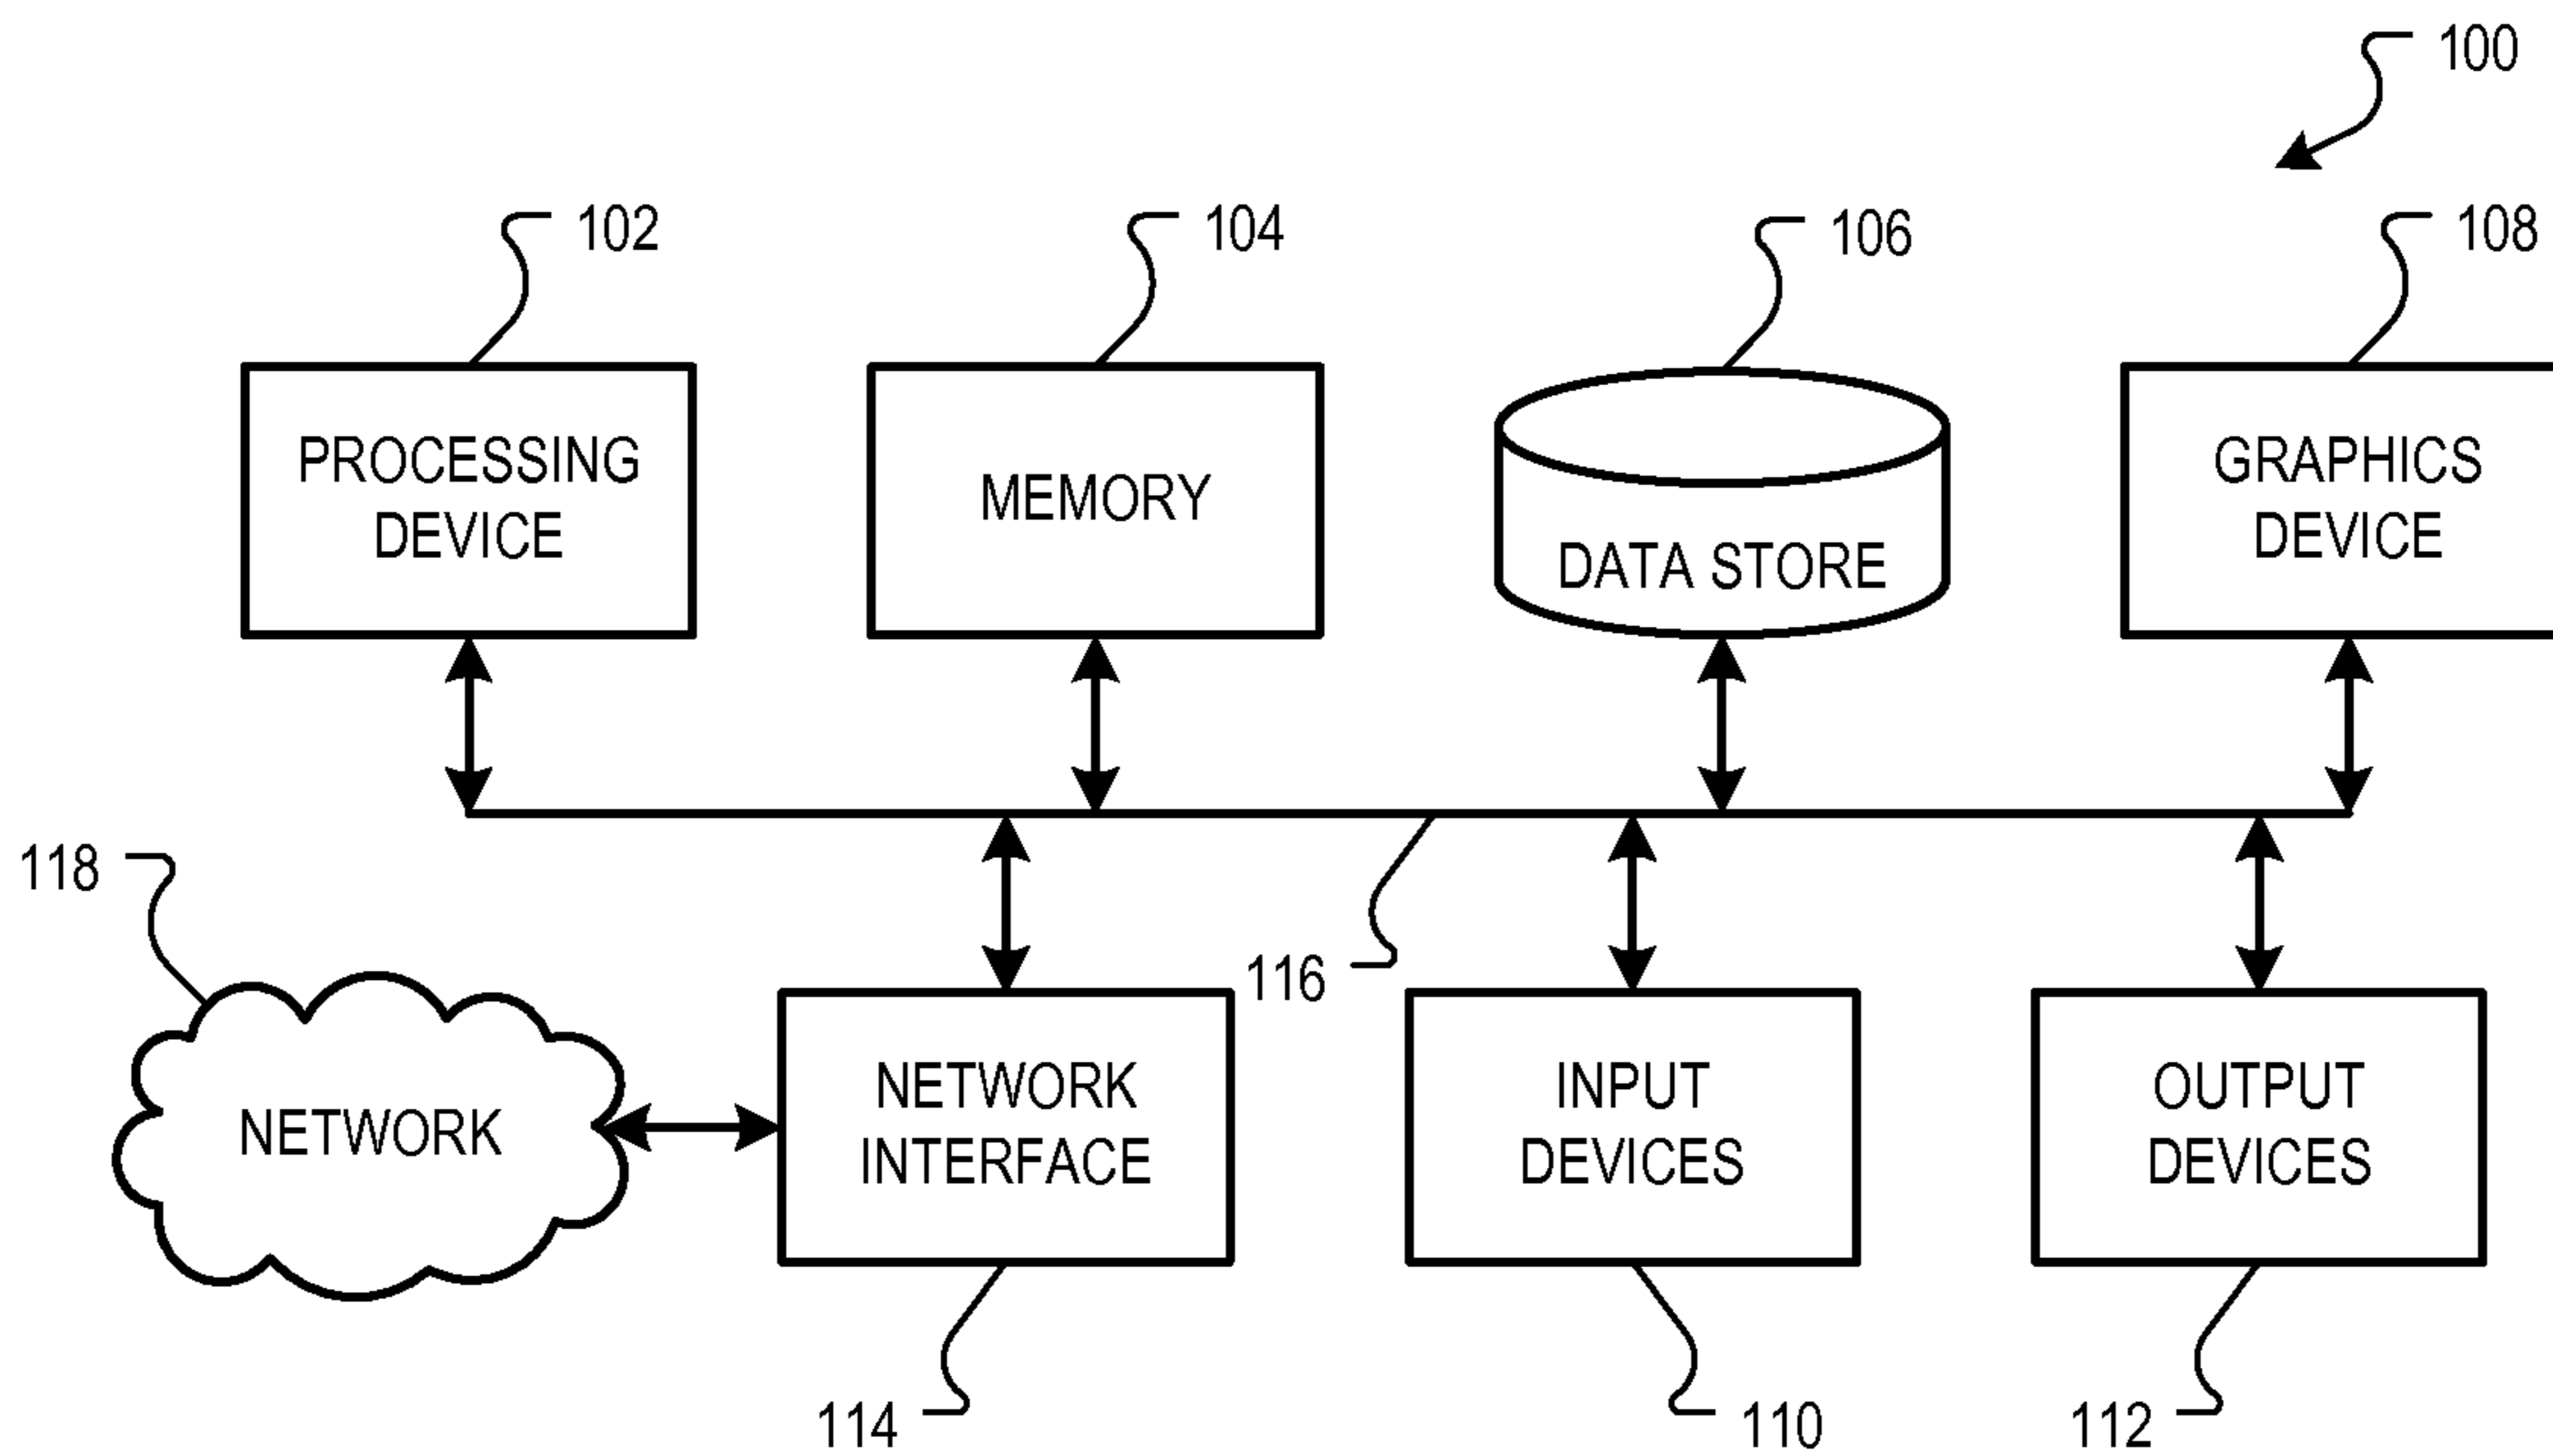 100
102
104
106
108
PROCESSING
DEVICE
MEMORY
DATA STORE
GRAPHICS
DEVICE
118
116
NETWORK
NETWORK
INTERFACE
INPUT
DEVICES
OUTPUT
DEVICES
114
110
112